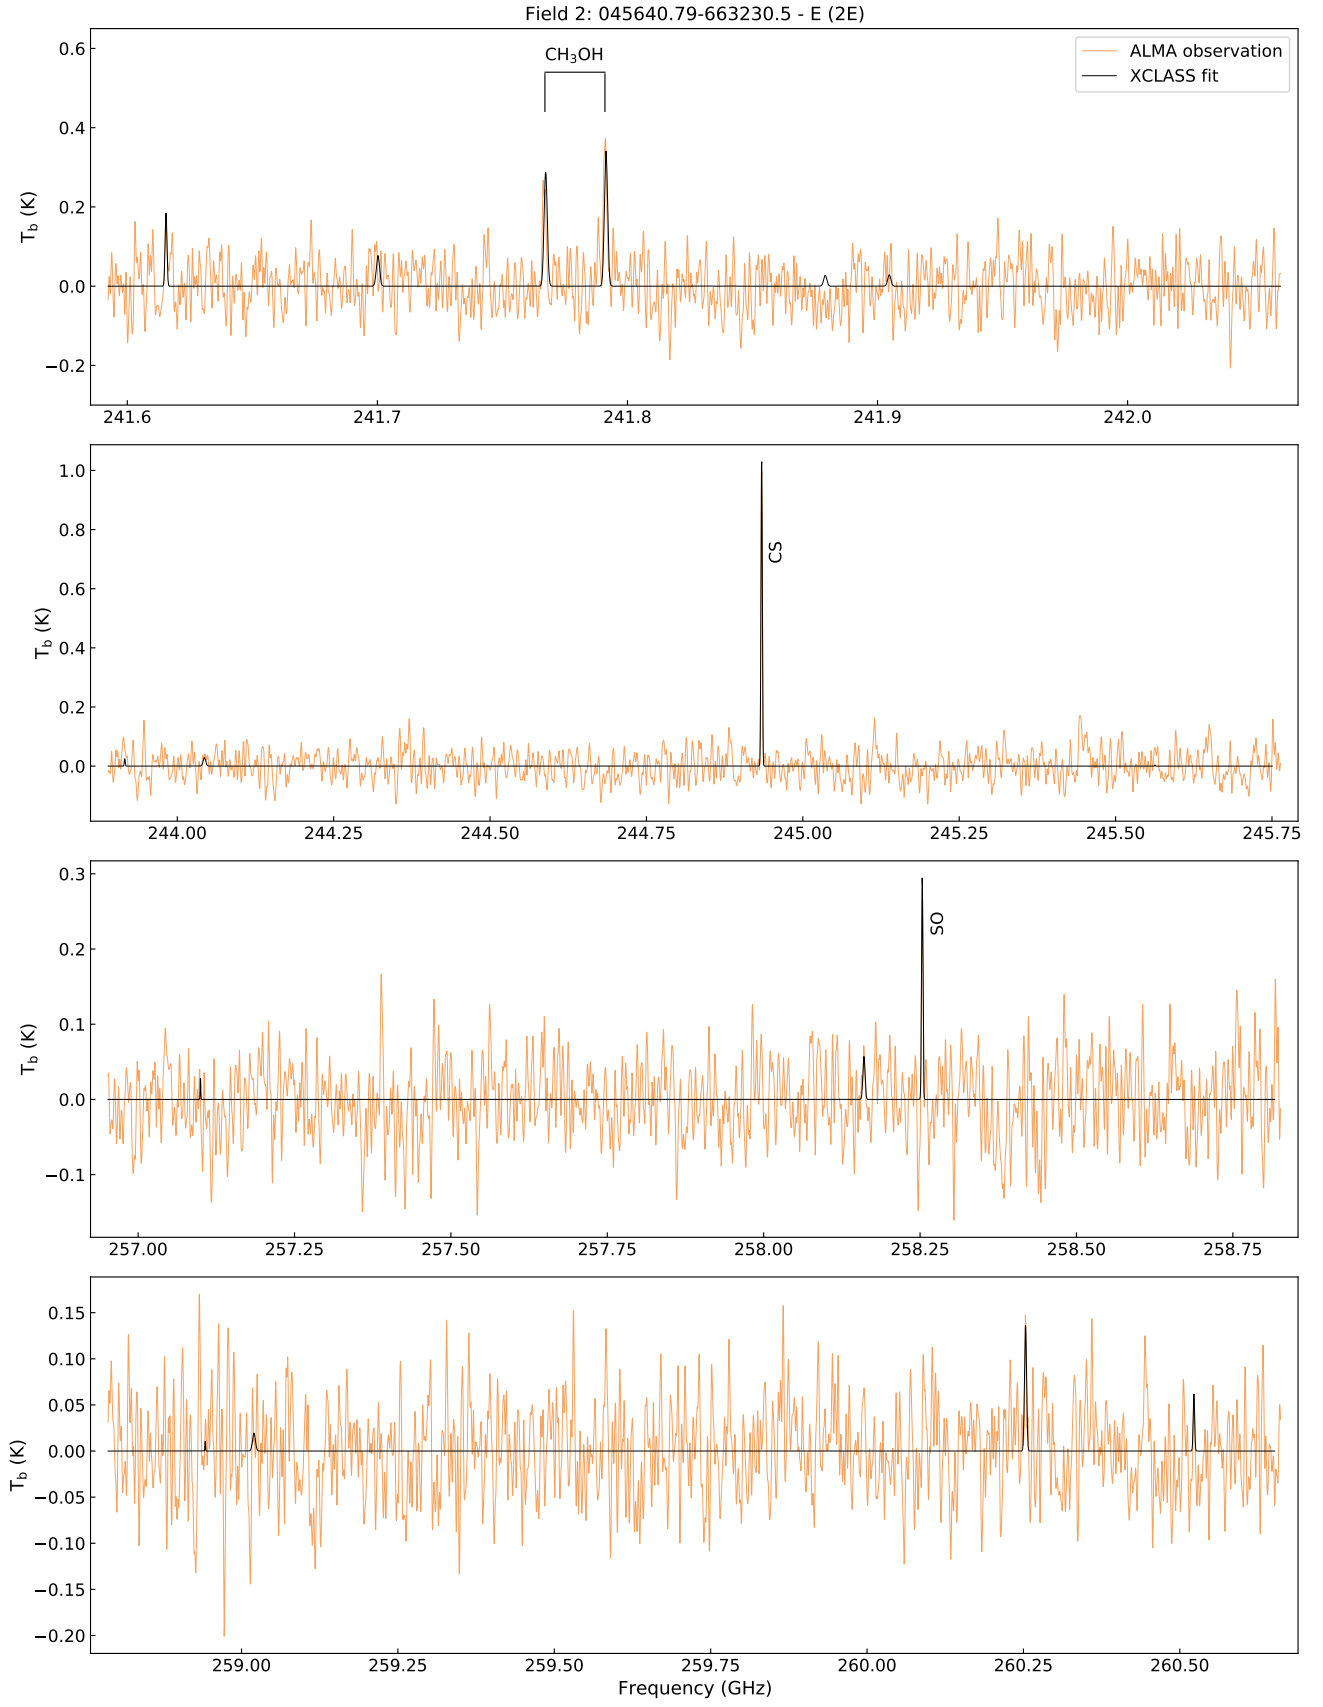 Field 2: 045640.79-663230.5 - E (2E)
CH₃OH
ALMA observation
XCLASS fit
T_b (K)
0.6
0.4
0.2
0.0
−0.2
241.6 241.7 241.8 241.9 242.0
T_b (K)
1.0
0.8
0.6
0.4
0.2
0.0
CS
244.00 244.25 244.50 244.75 245.00 245.25 245.50 245.75
T_b (K)
0.3
0.2
0.1
0.0
−0.1
SO
257.00 257.25 257.50 257.75 258.00 258.25 258.50 258.75
T_b (K)
0.15
0.10
0.05
0.00
−0.05
−0.10
−0.15
−0.20
259.00 259.25 259.50 259.75 260.00 260.25 260.50
Frequency (GHz)